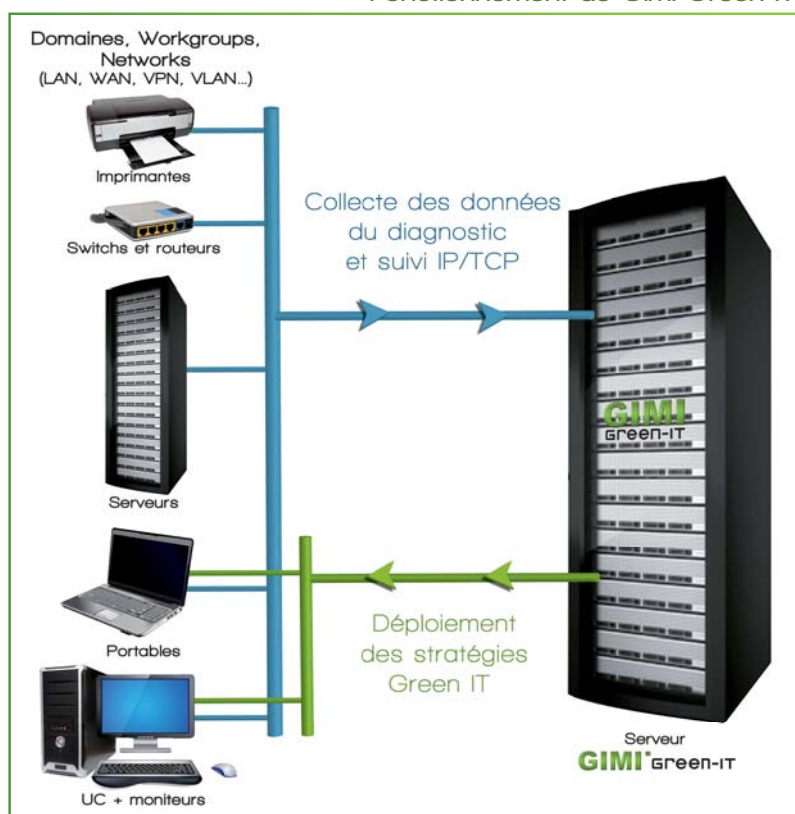 Domaines, Workgroups,
Networks
(LAN, WAN, VPN, VLAN...)
Imprimantes
Switchs et routeurs
Serveurs
Portables
UC + moniteurs
Collecte des données
du diagnostic
et suivi IP/TCP
Déploiement
des stratégies
Green IT
GIMI
Green-IT
Serveur
GIMI Green-IT